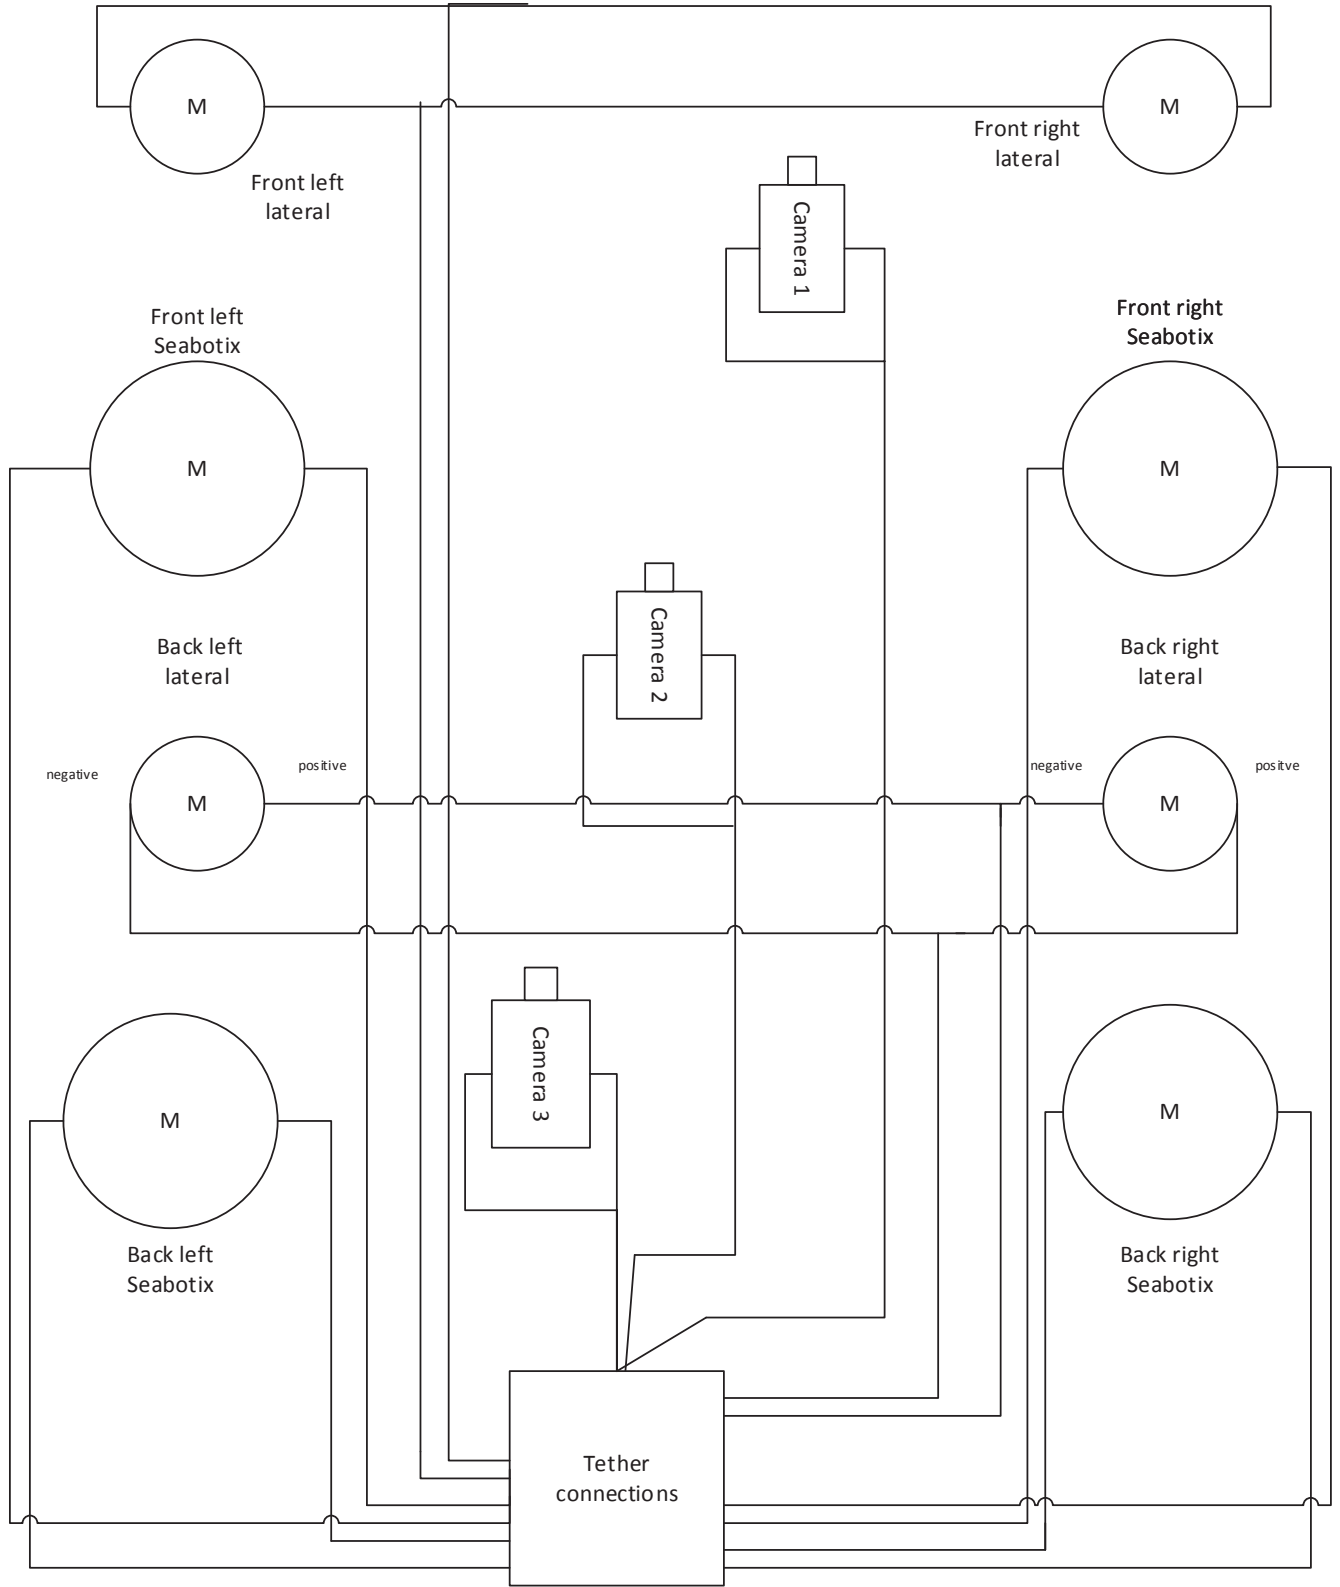 M
M
Front right
lateral
Front left
lateral
Camera 1
Front left
Seabotix
Front right
Seabotix
M
M
Camera 2
Back left
lateral
Back right
lateral
negative
positive
negative
positve
M
M
Camera 3
M
M
Back left
Seabotix
Back right
Seabotix
Tether
connections